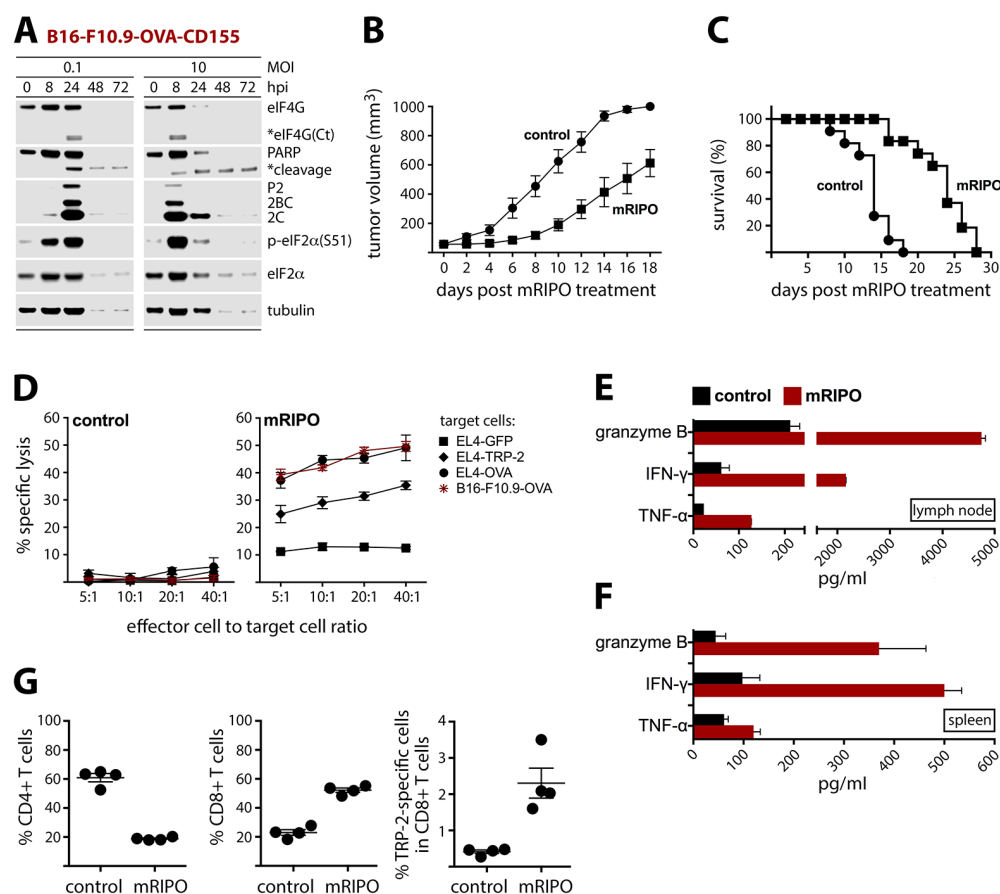 A B16-F10.9-OVA-CD155
0.1 10 MOI
0 8 24 48 72 0 8 24 48 72 hpi
eIF4G
*eIF4G(Ct)
PARP
*cleavage
P2
2BC
2C
p-eIF2α(S51)
eIF2α
tubulin
B
tumor volume (mm3)
1000
800
600
400
200
0
control
mRIPO
0 2 4 6 8 10 12 14 16 18
days post mRIPO treatment
C
survival (%)
100
80
60
40
20
control
mRIPO
5 10 15 20 25 30
days post mRIPO treatment
D
control
% specific lysis
60
50
40
30
20
10
5:1 10:1 20:1 40:1
mRIPO
60
50
40
30
20
10
5:1 10:1 20:1 40:1
effector cell to target cell ratio
target cells:
EL4-GFP
EL4-TRP-2
EL4-OVA
B16-F10.9-OVA
E
control mRIPO
granzyme B
IFN-γ
TNF-α
lymph node
0 100 200 2000 3000 4000 5000
pg/ml
F
granzyme B
IFN-γ
TNF-α
spleen
0 100 200 300 400 500 600
pg/ml
G
% CD4+ T cells
100
80
60
40
20
control mRIPO
% CD8+ T cells
100
80
60
40
20
control mRIPO
% TRP-2-specific cells
in CD8+ T cells
4
3
2
1
control mRIPO